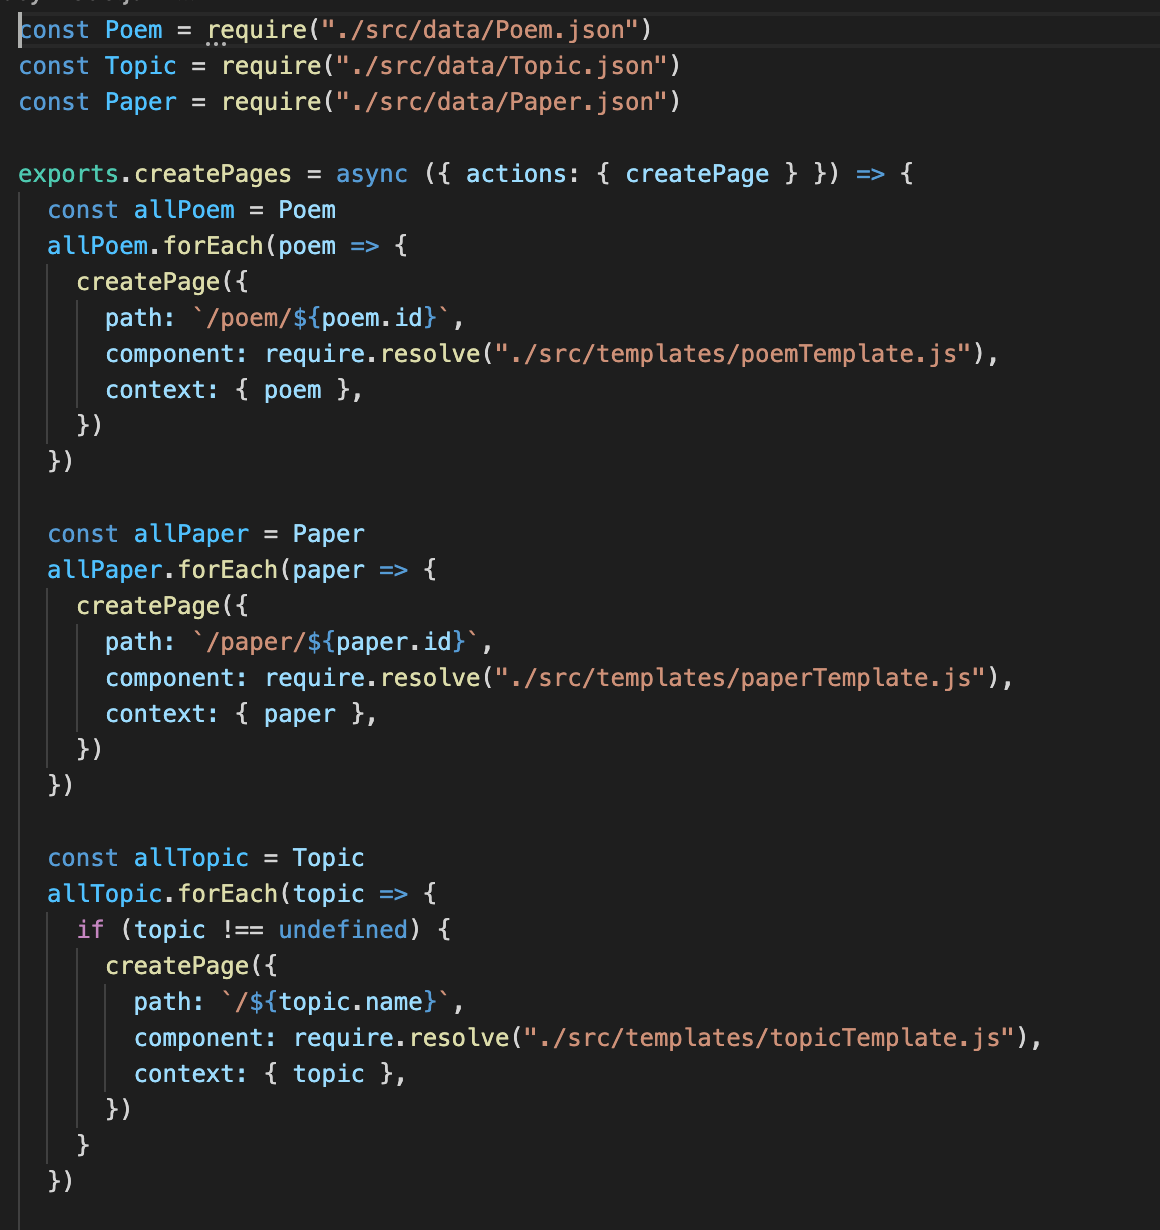 const Poem = require("./src/data/Poem.json")
const Topic = require("./src/data/Topic.json")
const Paper = require("./src/data/Paper.json")

exports.createPages = async ({ actions: { createPage } }) => {
  const allPoem = Poem
  allPoem.forEach(poem => {
    createPage({
      path: `/poem/${poem.id}`,
      component: require.resolve("./src/templates/poemTemplate.js"),
      context: { poem },
    })
  })

  const allPaper = Paper
  allPaper.forEach(paper => {
    createPage({
      path: `/paper/${paper.id}`,
      component: require.resolve("./src/templates/paperTemplate.js"),
      context: { paper },
    })
  })

  const allTopic = Topic
  allTopic.forEach(topic => {
    if (topic !== undefined) {
      createPage({
        path: `/${topic.name}`,
        component: require.resolve("./src/templates/topicTemplate.js"),
        context: { topic },
      })
    }
  })